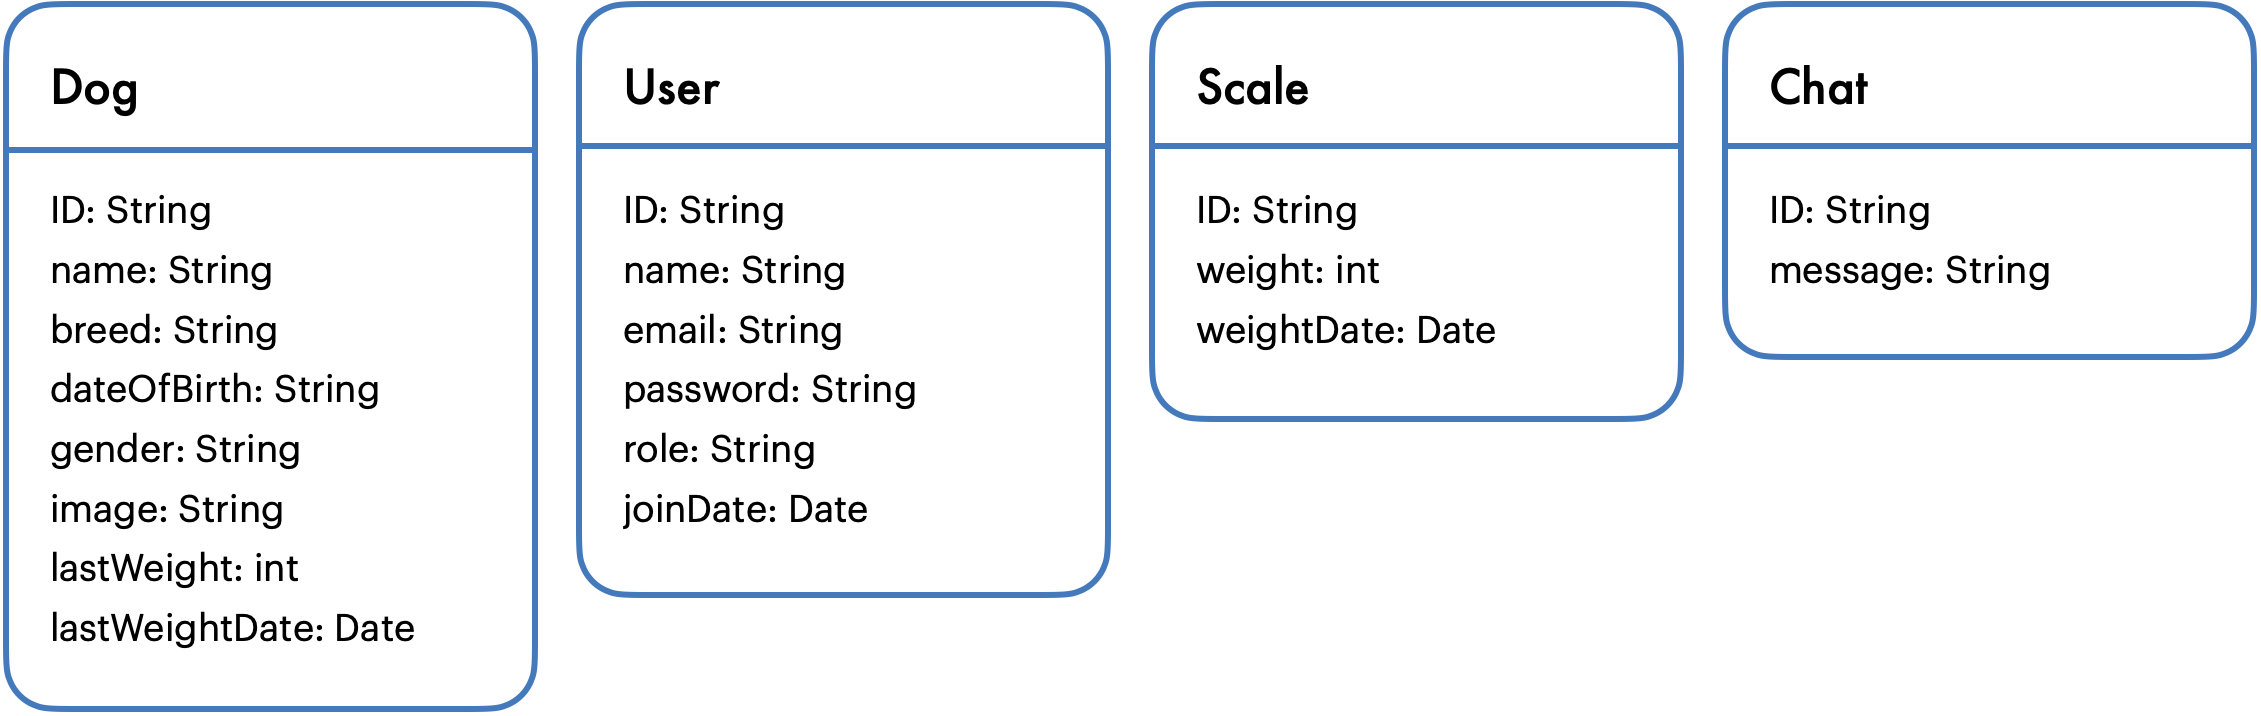 Dog
ID: String
name: String
breed: String
dateOfBirth: String
gender: String
image: String
lastWeight: int
lastWeightDate: Date
User
ID: String
name: String
email: String
password: String
role: String
joinDate: Date
Scale
ID: String
weight: int
weightDate: Date
Chat
ID: String
message: String